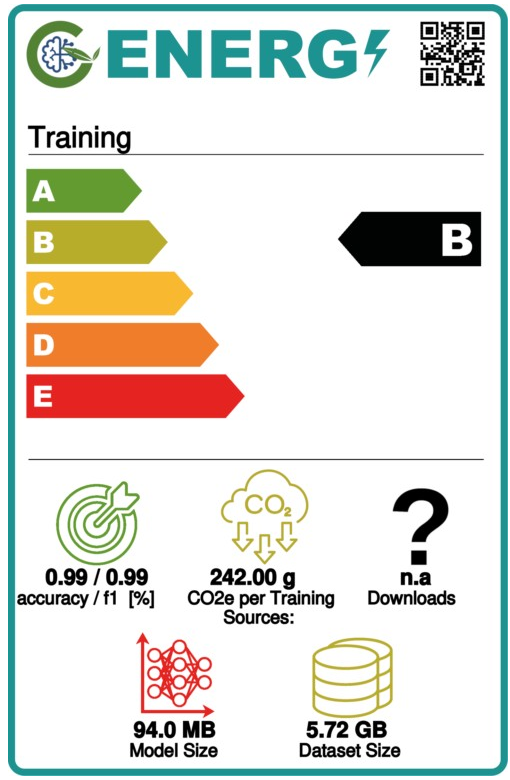 ENERG
Training
A
B
B
C
D
E
CO₂
?
0.99 / 0.99
242.00 g
n.a
accuracy / f1 [%]
CO2e per Training
Downloads
Sources:
94.0 MB
5.72 GB
Model Size
Dataset Size